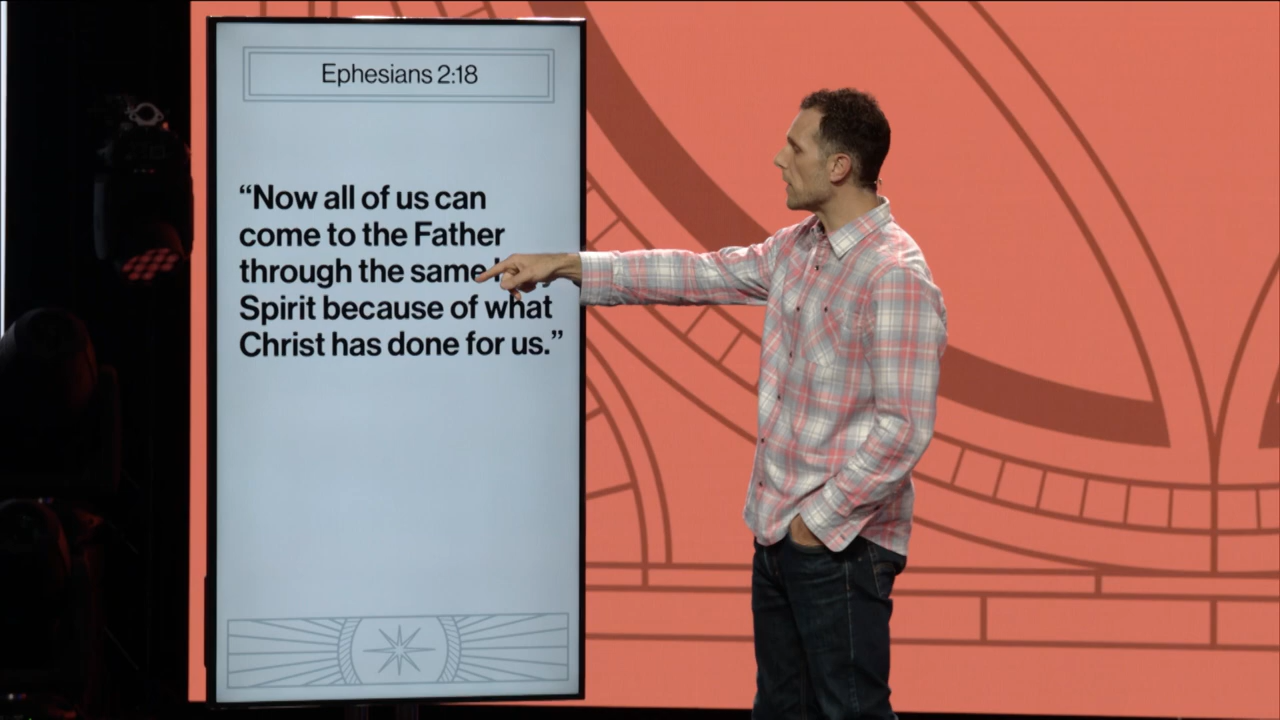 Ephesians 2:18
“Now all of us can
come to the Father
through the same
Spirit because of what
Christ has done for us.”